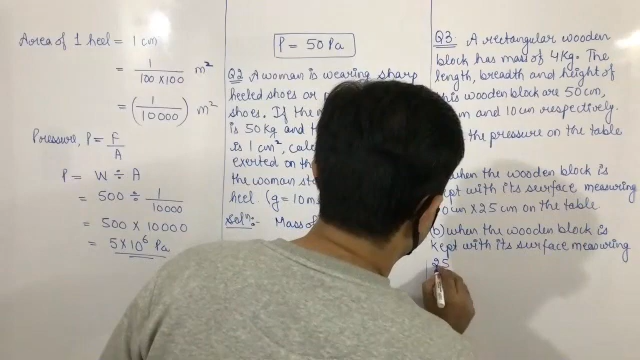 Area of 1 heel = 1 cm
= 1/(100×100) m²
= (1/10000) m²
Pressure, P = F/A
P = W ÷ A
= 500 ÷ 1/10000
= 500 × 10000
= 5×10⁶ Pa
P = 50 Pa
Q2 A woman is wearing sharp
heeled shoes or
shoes. If the
is 50 Kg and
is 1 cm²,
exerted on
the woman
heel (g = 10
Sol:- Mass of
Q3 A rectangular wooden
block has mass of 4 Kg. The
length, breadth and height of
this wooden block are 50 cm,
and 10 cm respectively.
the pressure on the table
when the wooden block is
kept with its surface measuring
cm × 25 cm on the table.
(b) when the wooden block is
kept with its surface measuring
25